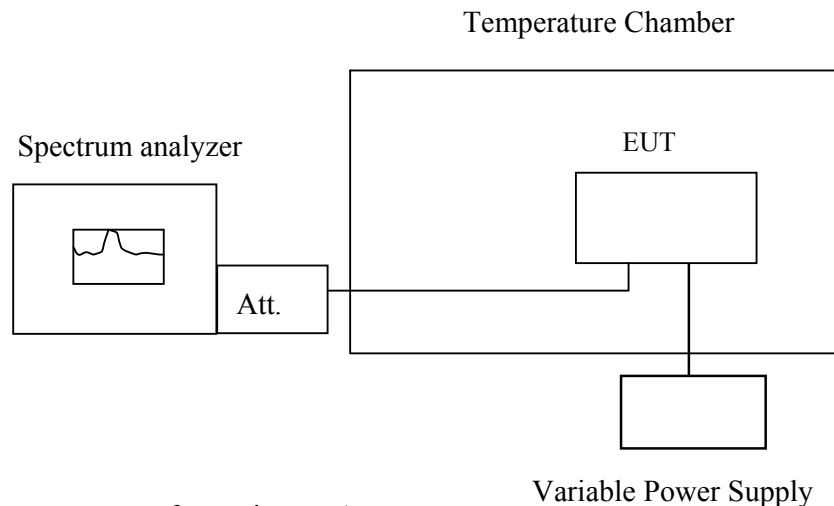 Temperature Chamber
Spectrum analyzer
EUT
Att.
Variable Power Supply